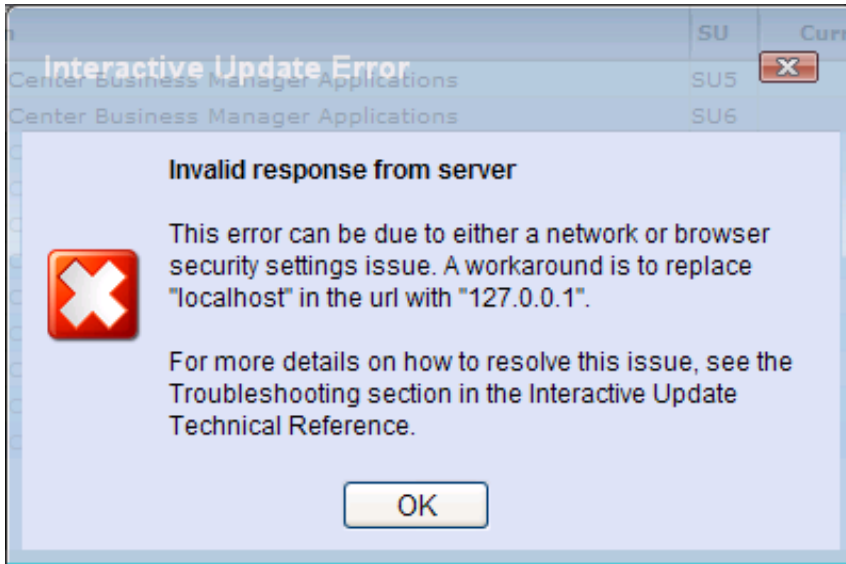 n SU Curr
Interactive Update Error
Center Business Manager Applications SU5
Center Business Manager Applications SU6
Invalid response from server
This error can be due to either a network or browser
security settings issue. A workaround is to replace
"localhost" in the url with "127.0.0.1".
For more details on how to resolve this issue, see the
Troubleshooting section in the Interactive Update
Technical Reference.
OK